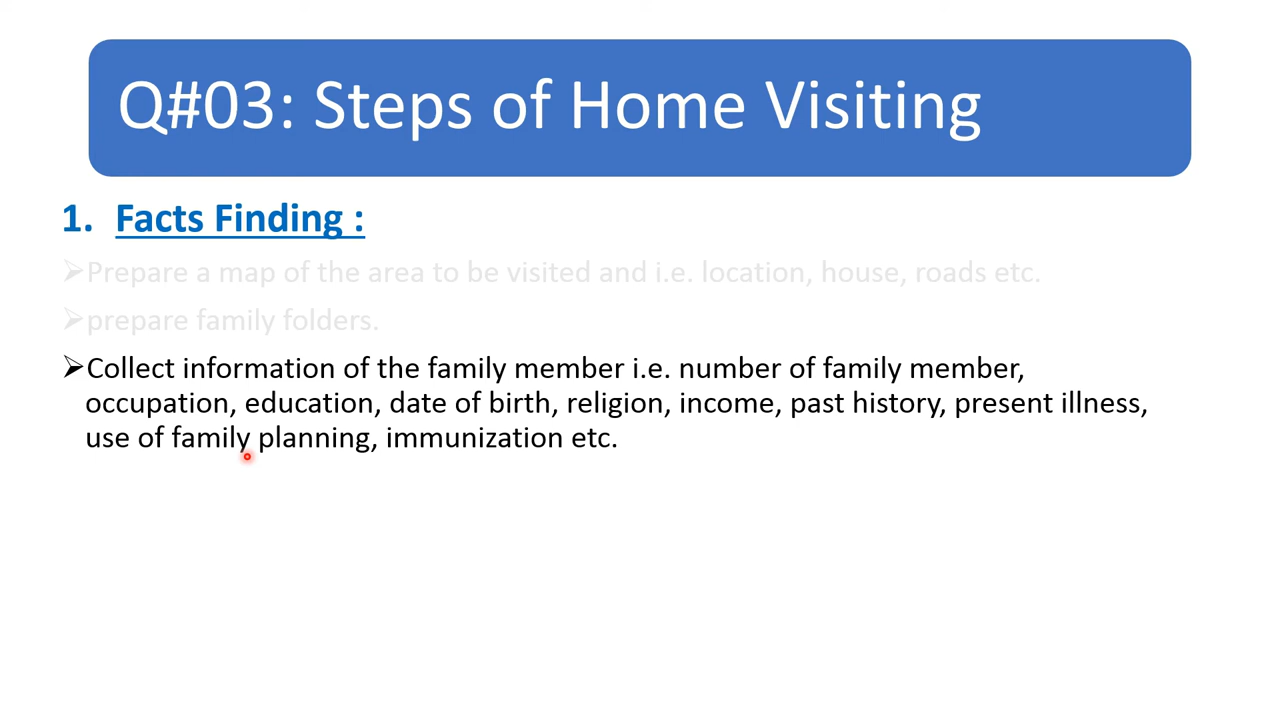 Q#03: Steps of Home Visiting
1. Facts Finding :
➢Prepare a map of the area to be visited and i.e. location, house, roads etc.
➢prepare family folders.
➢Collect information of the family member i.e. number of family member,
occupation, education, date of birth, religion, income, past history, present illness,
use of family planning, immunization etc.